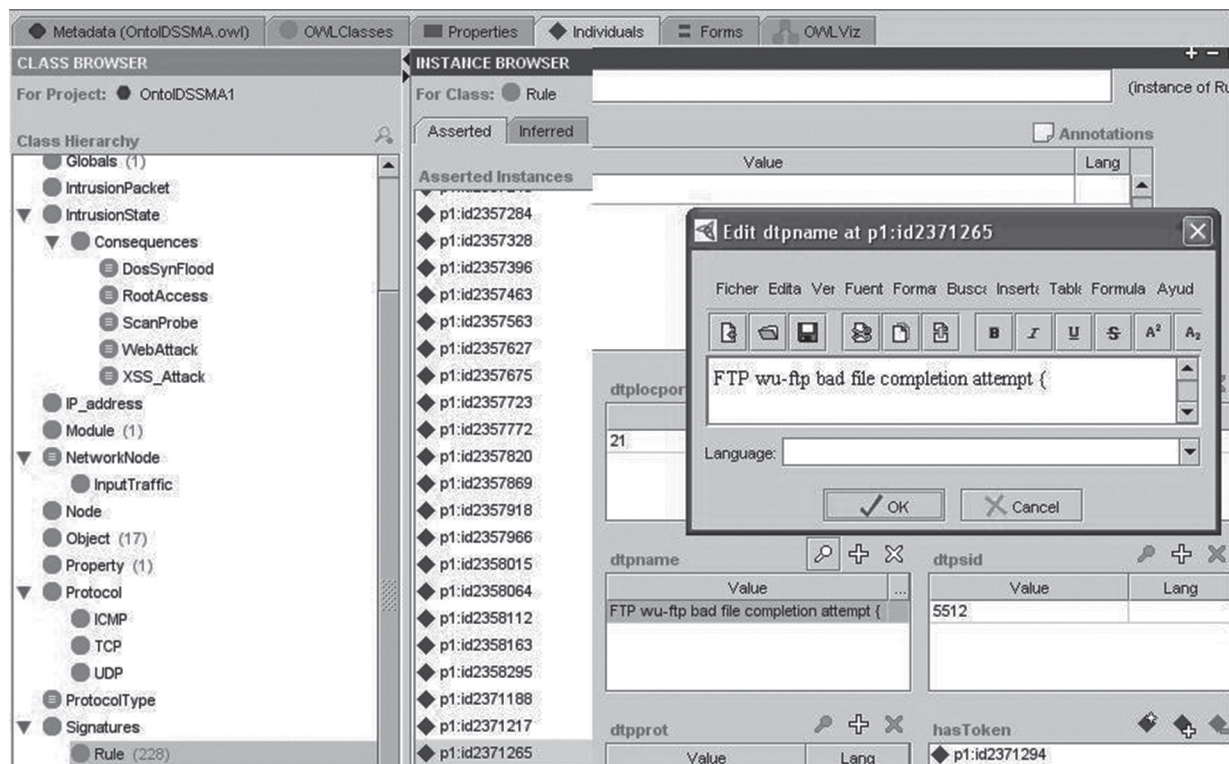 Metadata (OntoIDSSMA.owl) OWLClasses Properties Individuals Forms OWLViz
CLASS BROWSER
For Project: OntoIDSSMA1
Class Hierarchy
Globals (1)
IntrusionPacket
IntrusionState
Consequences
DosSynFlood
RootAccess
ScanProbe
WebAttack
XSS_Attack
IP_address
Module (1)
NetworkNode
InputTraffic
Node
Object (17)
Property (1)
Protocol
ICMP
TCP
UDP
ProtocolType
Signatures
Rule (228)
INSTANCE BROWSER
For Class: Rule
Asserted Inferred
Asserted Instances
p1:id2357284
p1:id2357328
p1:id2357396
p1:id2357463
p1:id2357563
p1:id2357627
p1:id2357675
p1:id2357723
p1:id2357772
p1:id2357820
p1:id2357869
p1:id2357918
p1:id2357966
p1:id2358015
p1:id2358064
p1:id2358112
p1:id2358163
p1:id2358295
p1:id2371188
p1:id2371217
p1:id2371265
(instance of Ru
Annotations
Value Lang
Edit dtpname at p1:id2371265
Ficher Edita Ver Fuent Forma Busca Inserta Tabla Formula Ayud
B I U S A² A₂
FTP wu-ftp bad file completion attempt {
Language:
OK Cancel
dtplocpor
21
dtpname
Value ...
FTP wu-ftp bad file completion attempt {
dtpsid
Value Lang
5512
dtpprot
Value Lang
hasToken
p1:id2371294